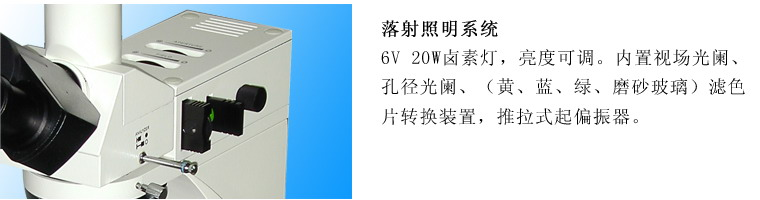 落射照明系统
6V 20W卤素灯，亮度可调。内置视场光阑、
孔径光阑、（黄、蓝、绿、磨砂玻璃）滤色
片转换装置，推拉式起偏振器。